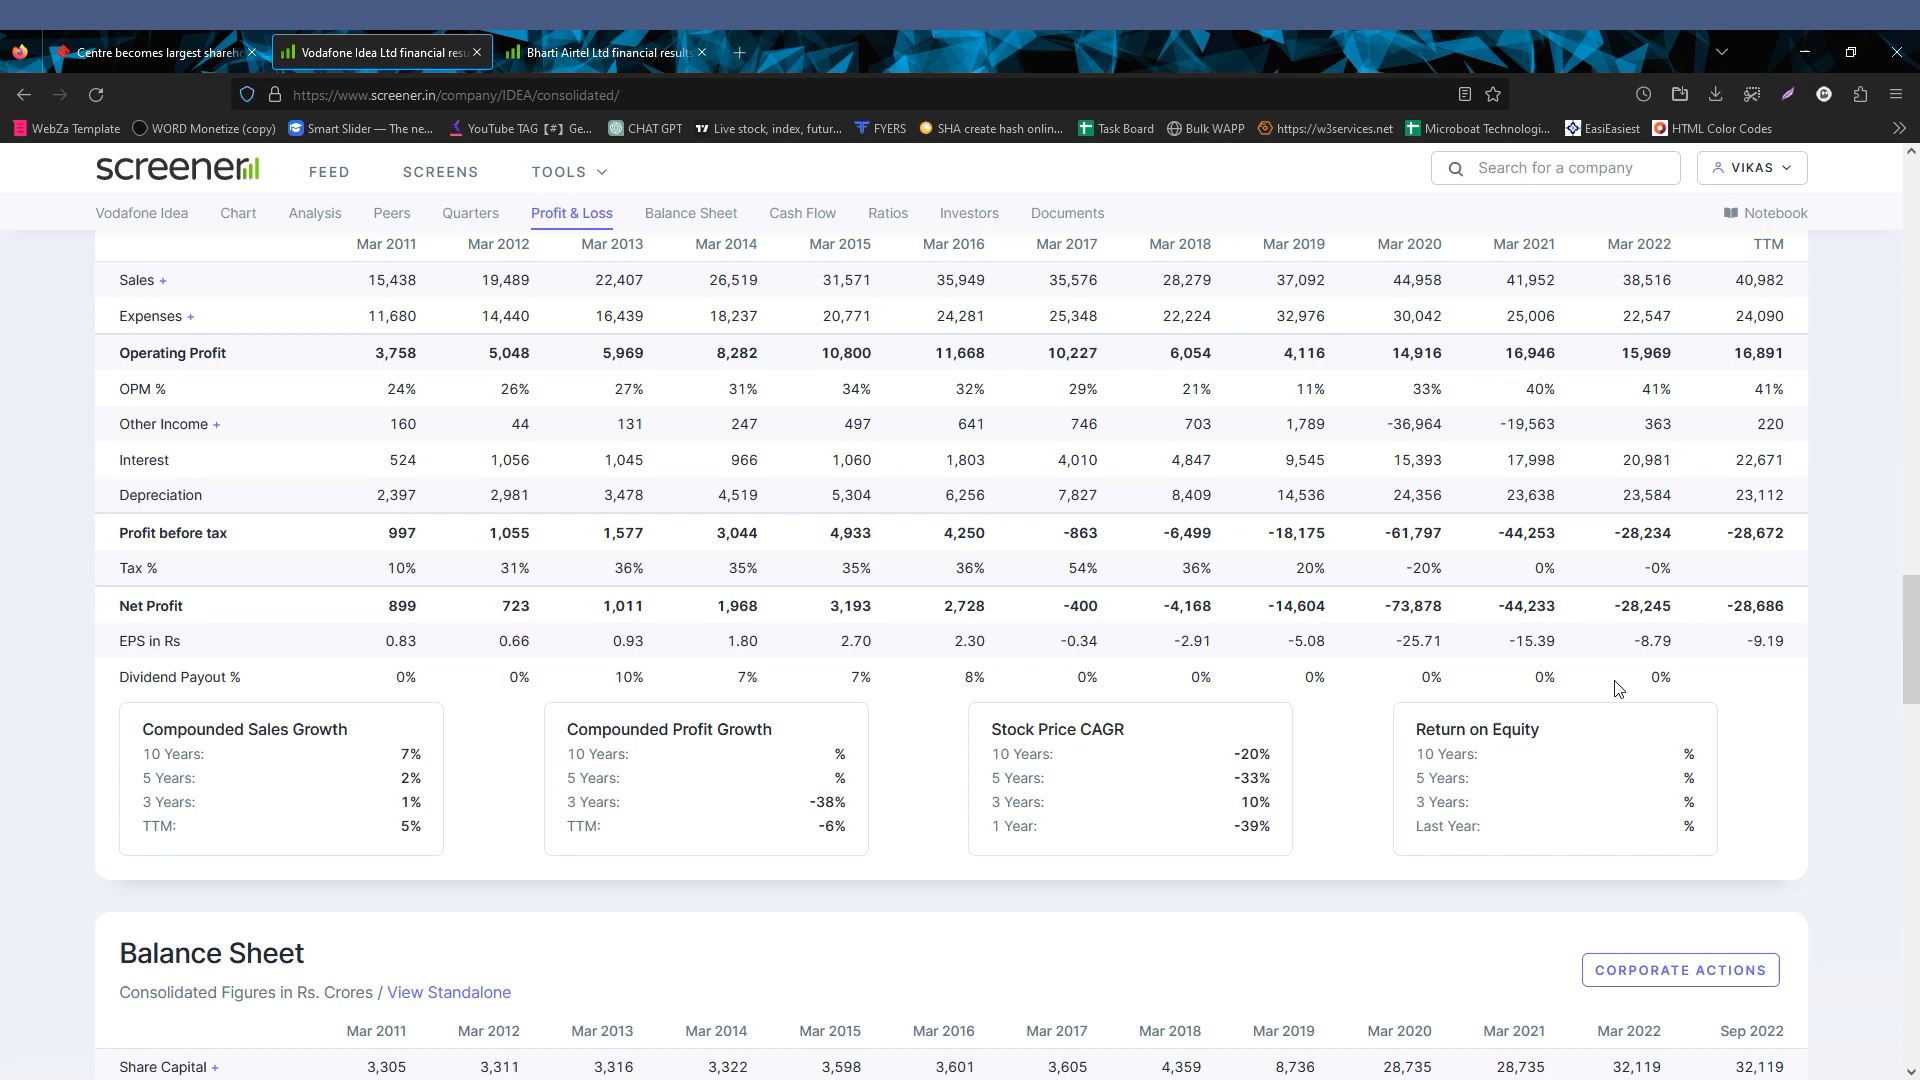 Centre becomes largest shareho
Vodafone Idea Ltd financial resu
Bharti Airtel Ltd financial results
https://www.screener.in/company/IDEA/consolidated/
WebZa Template
WORD Monetize (copy)
Smart Slider — The ne...
YouTube TAG [#] Ge...
CHAT GPT
Live stock, index, futur...
FYERS
SHA create hash onlin...
Task Board
Bulk WAPP
https://w3services.net
Microboat Technologi...
EasiEasiest
HTML Color Codes
screener
FEED SCREENS TOOLS
Search for a company
VIKAS
Vodafone Idea Chart Analysis Peers Quarters Profit & Loss Balance Sheet Cash Flow Ratios Investors Documents Notebook
Mar 2011 Mar 2012 Mar 2013 Mar 2014 Mar 2015 Mar 2016 Mar 2017 Mar 2018 Mar 2019 Mar 2020 Mar 2021 Mar 2022 TTM
Sales + 15,438 19,489 22,407 26,519 31,571 35,949 35,576 28,279 37,092 44,958 41,952 38,516 40,982
Expenses + 11,680 14,440 16,439 18,237 20,771 24,281 25,348 22,224 32,976 30,042 25,006 22,547 24,090
Operating Profit 3,758 5,048 5,969 8,282 10,800 11,668 10,227 6,054 4,116 14,916 16,946 15,969 16,891
OPM % 24% 26% 27% 31% 34% 32% 29% 21% 11% 33% 40% 41% 41%
Other Income + 160 44 131 247 497 641 746 703 1,789 -36,964 -19,563 363 220
Interest 524 1,056 1,045 966 1,060 1,803 4,010 4,847 9,545 15,393 17,998 20,981 22,671
Depreciation 2,397 2,981 3,478 4,519 5,304 6,256 7,827 8,409 14,536 24,356 23,638 23,584 23,112
Profit before tax 997 1,055 1,577 3,044 4,933 4,250 -863 -6,499 -18,175 -61,797 -44,253 -28,234 -28,672
Tax % 10% 31% 36% 35% 35% 36% 54% 36% 20% -20% 0% -0%
Net Profit 899 723 1,011 1,968 3,193 2,728 -400 -4,168 -14,604 -73,878 -44,233 -28,245 -28,686
EPS in Rs 0.83 0.66 0.93 1.80 2.70 2.30 -0.34 -2.91 -5.08 -25.71 -15.39 -8.79 -9.19
Dividend Payout % 0% 0% 10% 7% 7% 8% 0% 0% 0% 0% 0% 0%
Compounded Sales Growth
10 Years: 7%
5 Years: 2%
3 Years: 1%
TTM: 5%
Compounded Profit Growth
10 Years: %
5 Years: %
3 Years: -38%
TTM: -6%
Stock Price CAGR
10 Years: -20%
5 Years: -33%
3 Years: 10%
1 Year: -39%
Return on Equity
10 Years: %
5 Years: %
3 Years: %
Last Year: %
Balance Sheet
CORPORATE ACTIONS
Consolidated Figures in Rs. Crores / View Standalone
Mar 2011 Mar 2012 Mar 2013 Mar 2014 Mar 2015 Mar 2016 Mar 2017 Mar 2018 Mar 2019 Mar 2020 Mar 2021 Mar 2022 Sep 2022
Share Capital + 3,305 3,311 3,316 3,322 3,598 3,601 3,605 4,359 8,736 28,735 28,735 32,119 32,119